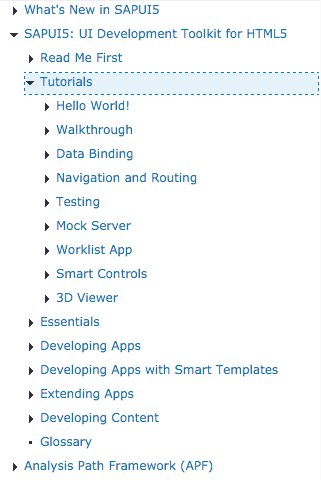 What's New in SAPUI5
SAPUI5: UI Development Toolkit for HTML5
Read Me First
Tutorials
Hello World!
Walkthrough
Data Binding
Navigation and Routing
Testing
Mock Server
Worklist App
Smart Controls
3D Viewer
Essentials
Developing Apps
Developing Apps with Smart Templates
Extending Apps
Developing Content
Glossary
Analysis Path Framework (APF)